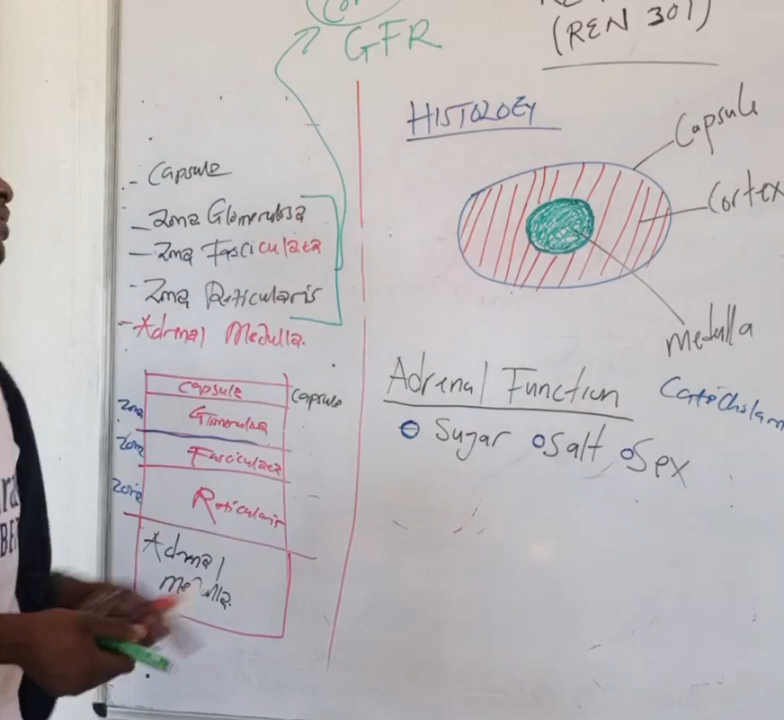 GFR
(REN 301)
HISTOLOGY
Capsule
Cortex
Medulla
- Capsule
- Zona Glomerulosa
- Zona Fasciculata
- Zona Reticularis
- Adrenal Medulla.
Capsule
Capsule
Zona Glomerulosa
Zona Fasciculata
Zona Reticularis
Adrenal
Medulla.
Adrenal Function
Catecholam
Sugar Salt Sex